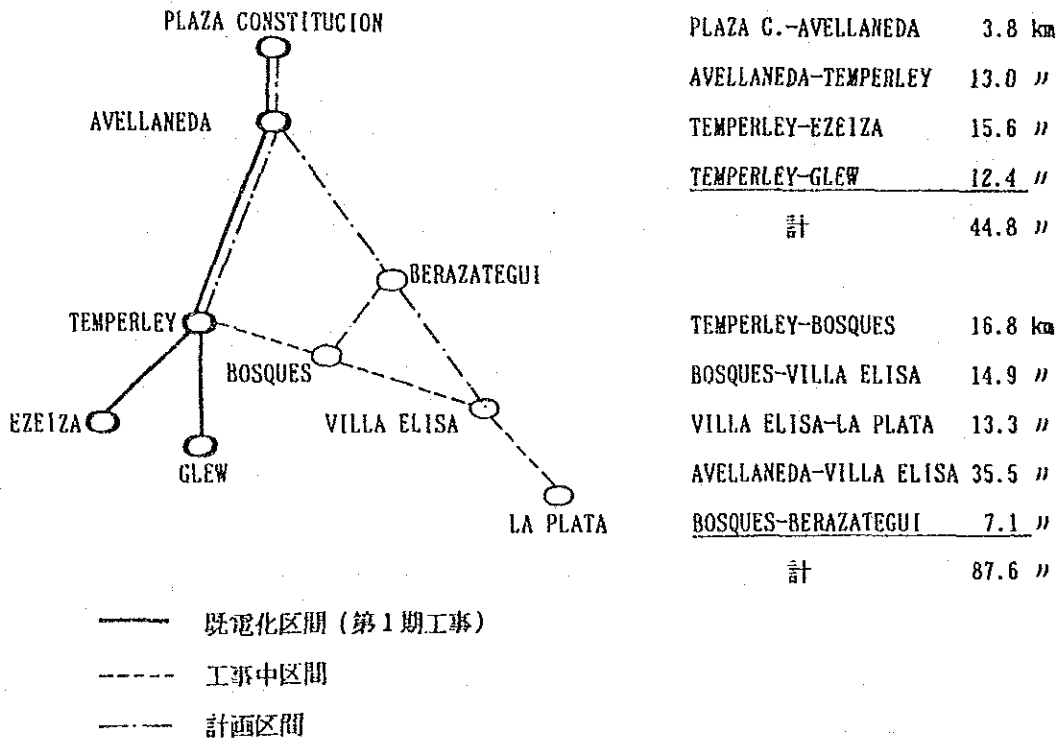 PLAZA CONSTITUCION
AVELLANEDA
BERAZATEGUI
TEMPERLEY
BOSQUES
EZEIZA
VILLA ELISA
GLEW
LA PLATA
PLAZA C.-AVELLANEDA 3.8 km
AVELLANEDA-TEMPERLEY 13.0 〃
TEMPERLEY-EZEIZA 15.6 〃
TEMPERLEY-GLEW 12.4 〃
計 44.8 〃
TEMPERLEY-BOSQUES 16.8 km
BOSQUES-VILLA ELISA 14.9 〃
VILLA ELISA-LA PLATA 13.3 〃
AVELLANEDA-VILLA ELISA 35.5 〃
BOSQUES-BERAZATEGUI 7.1 〃
計 87.6 〃
既電化区間 (第1期工事)
工事中区間
計画区間